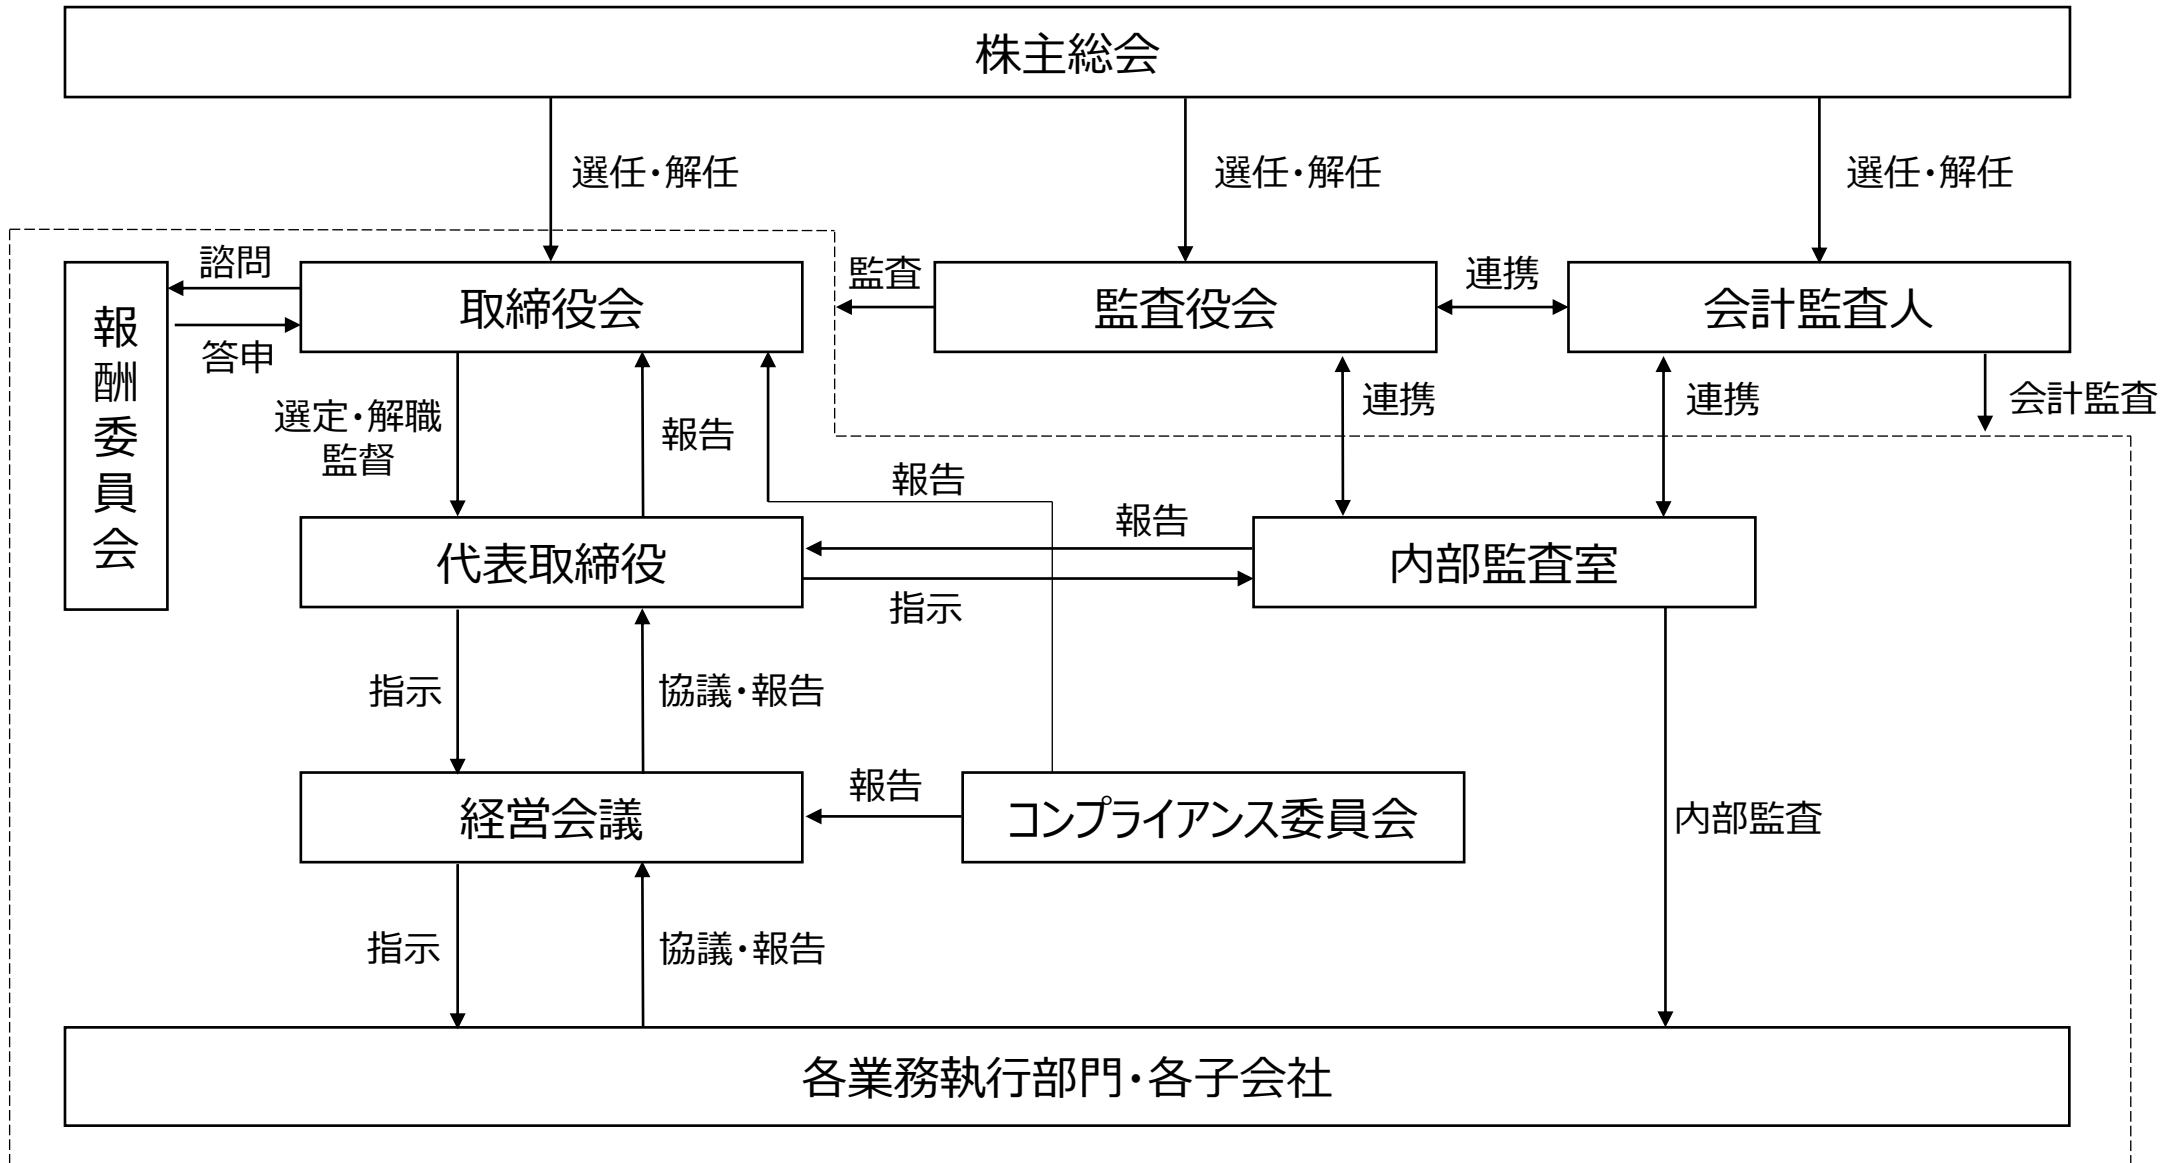 株主総会
選任・解任
選任・解任
選任・解任
諮問
取締役会
監査
監査役会
連携
会計監査人
報酬委員会
答申
選定・解職
監督
報告
連携
連携
会計監査
報告
報告
代表取締役
内部監査室
指示
指示
協議・報告
報告
経営会議
コンプライアンス委員会
内部監査
指示
協議・報告
各業務執行部門・各子会社